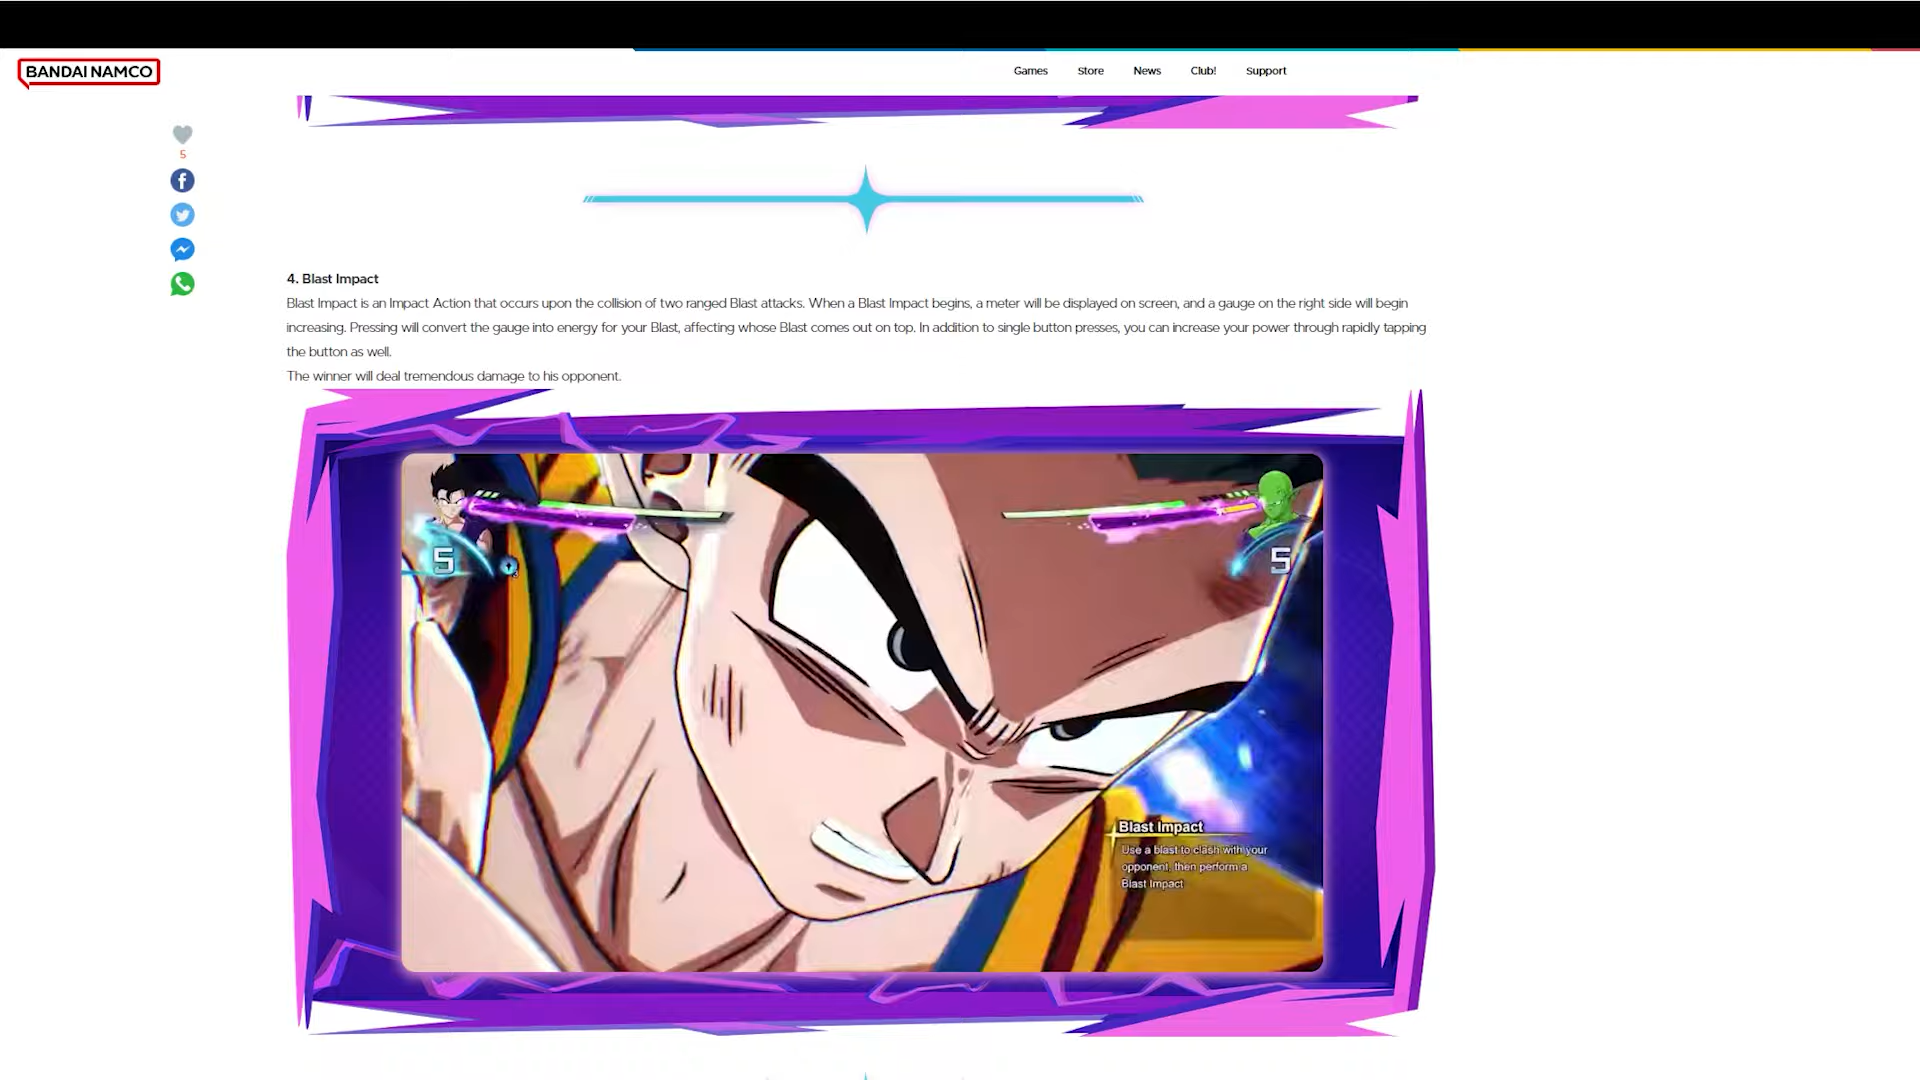 BANDAI NAMCO
Games Store News Club! Support
5
4. Blast Impact
Blast Impact is an Impact Action that occurs upon the collision of two ranged Blast attacks. When a Blast Impact begins, a meter will be displayed on screen, and a gauge on the right side will begin
increasing. Pressing will convert the gauge into energy for your Blast, affecting whose Blast comes out on top. In addition to single button presses, you can increase your power through rapidly tapping
the button as well.
The winner will deal tremendous damage to his opponent.
5
5
Blast Impact
Use a blast to clash with your
opponent, then perform a
Blast Impact